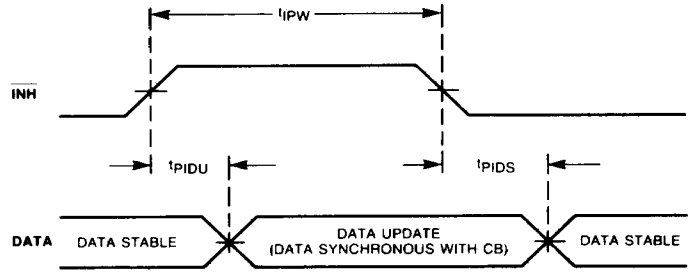 tIPW
INH
tPIDU
tPIDS
DATA
DATA STABLE
DATA UPDATE
(DATA SYNCHRONOUS WITH CB)
DATA STABLE